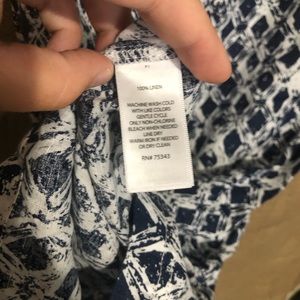 100% LINEN
MACHINE WASH COLD
WITH LIKE COLORS
GENTLE CYCLE
ONLY NON-CHLORINE
BLEACH WHEN NEEDED
LINE DRY
WARM IRON IF NEEDED
OR DRY CLEAN
RN# 75343